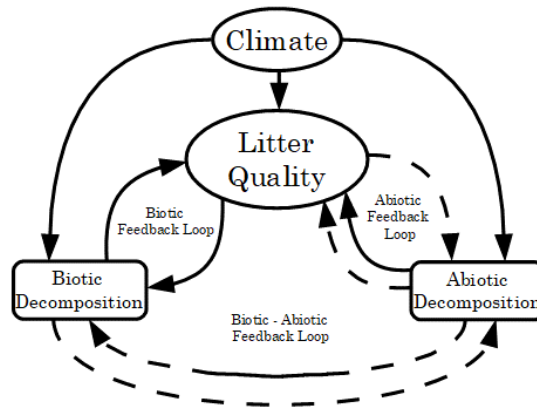 Climate
Litter
Quality
Biotic
Feedback Loop
Abiotic
Feedback
Loop
Biotic
Decomposition
Abiotic
Decomposition
Biotic - Abiotic
Feedback Loop